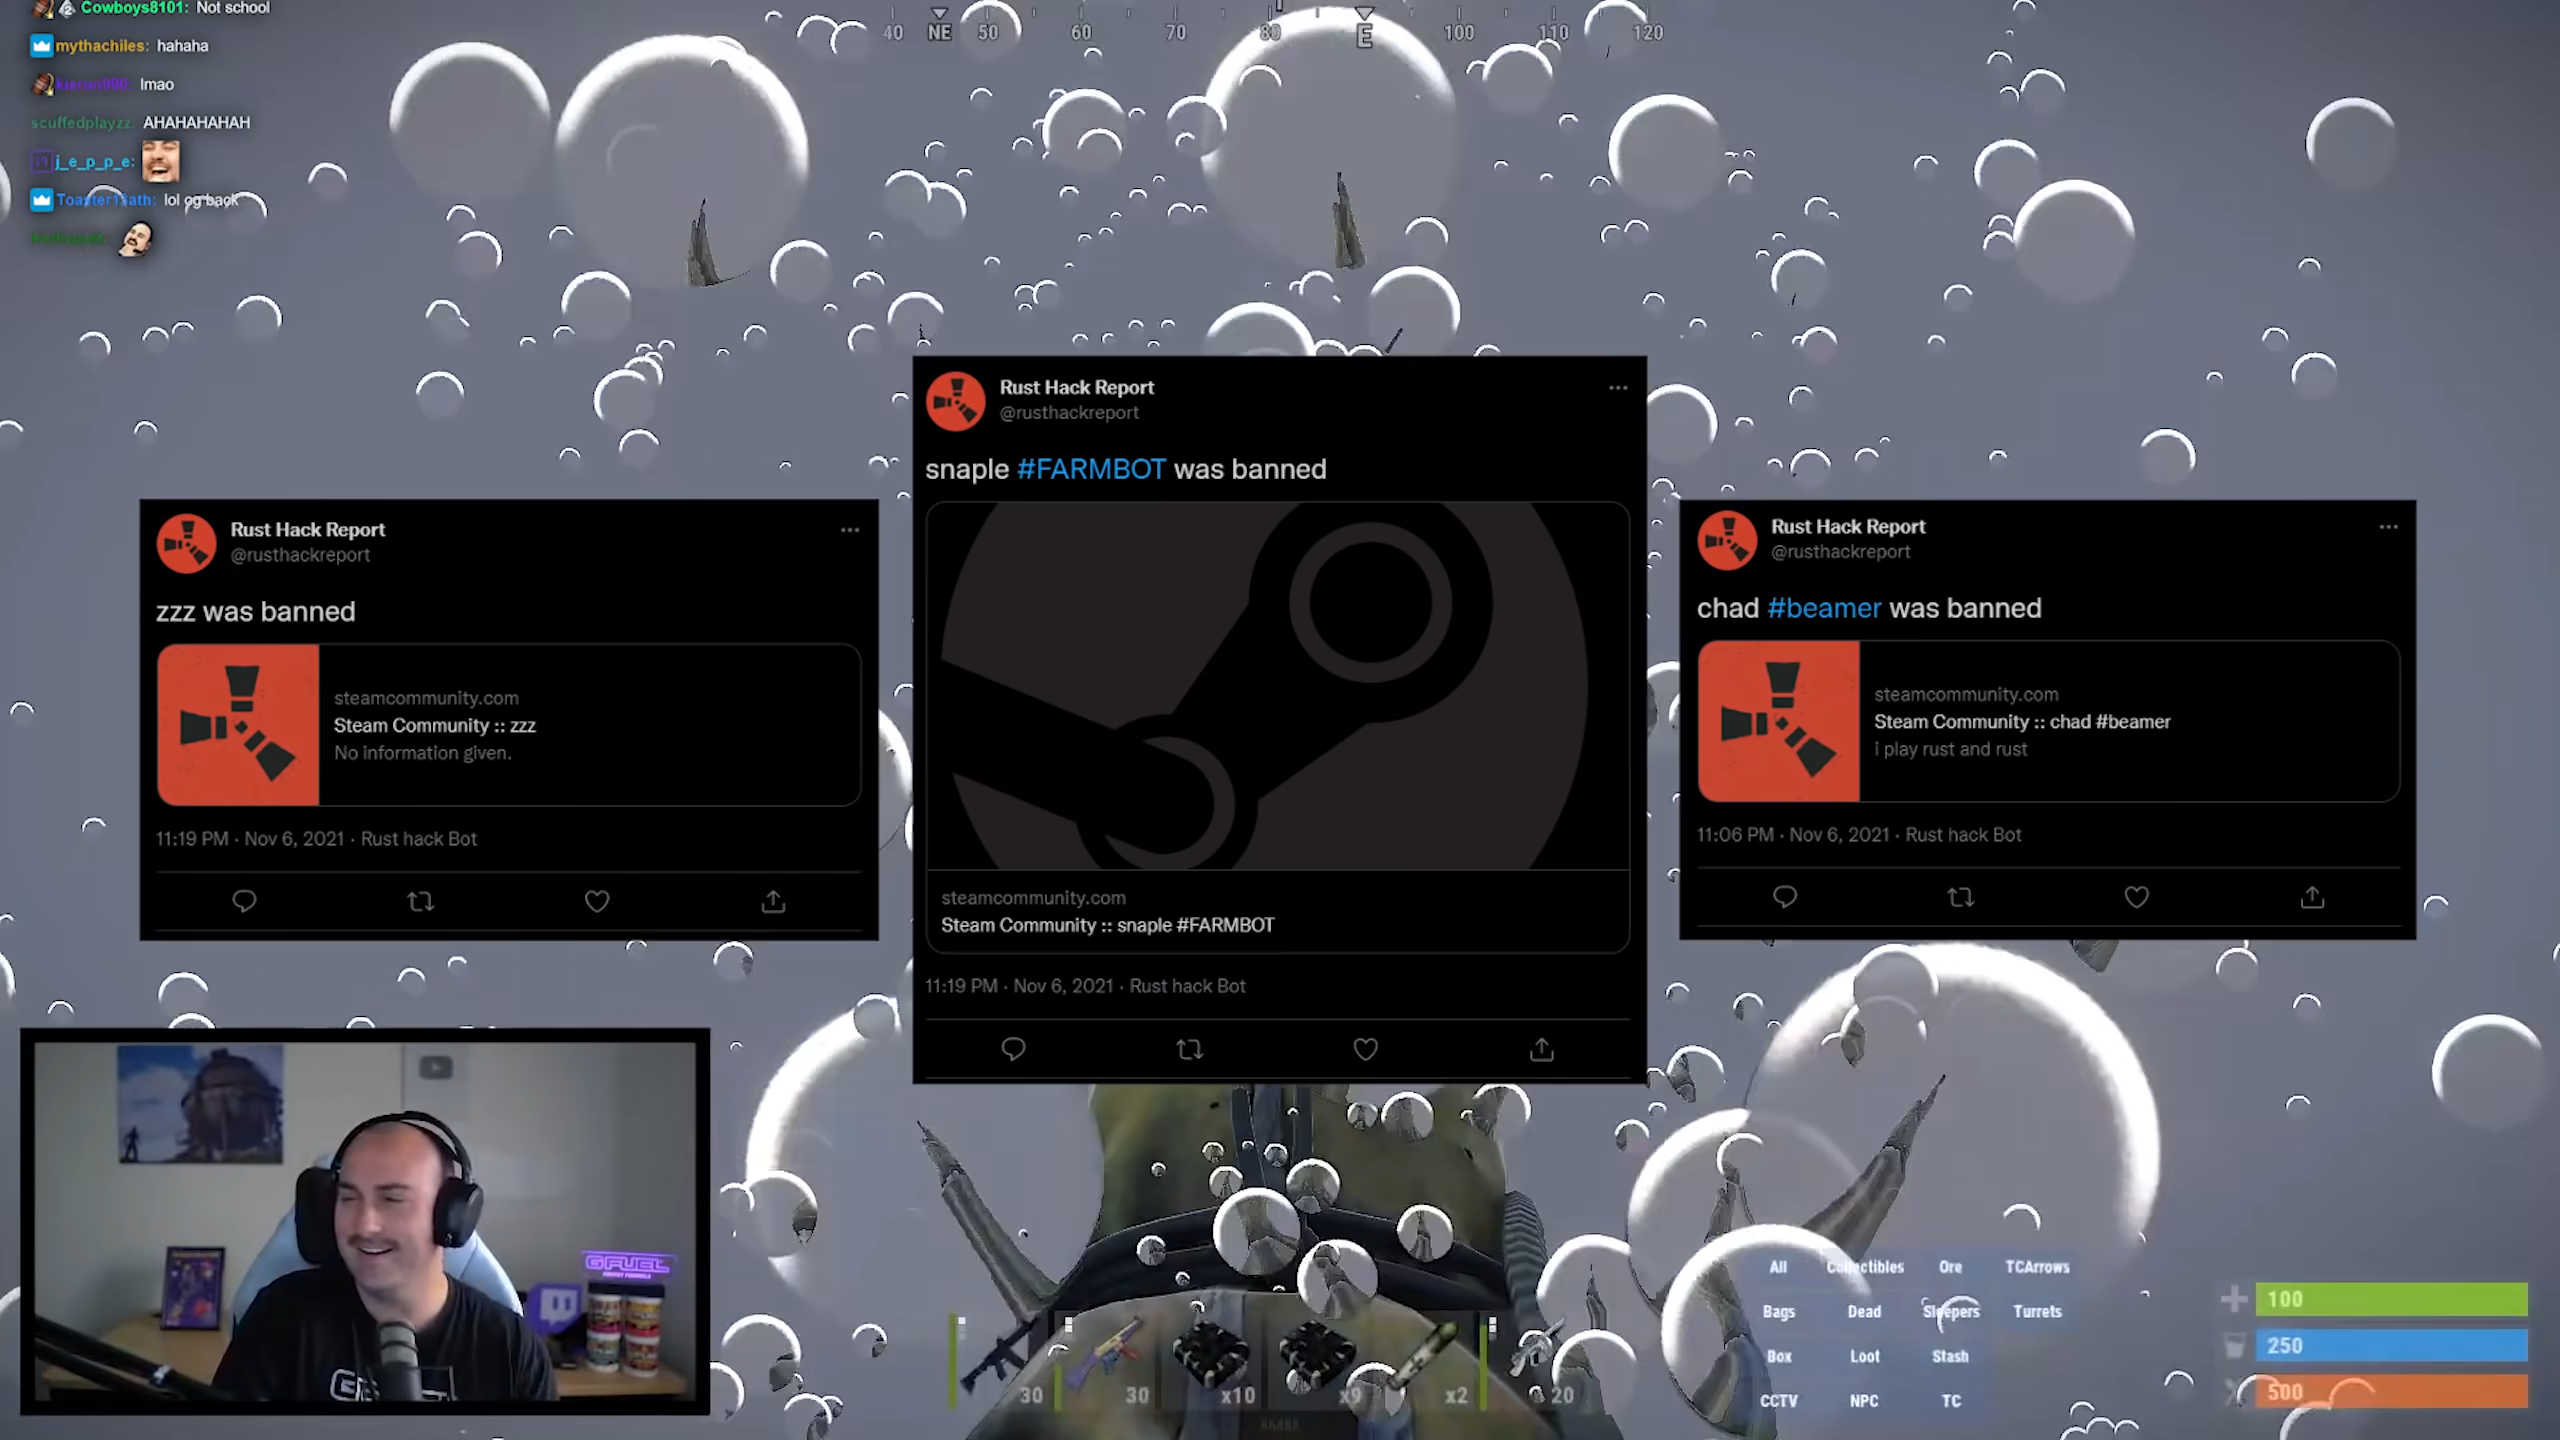 Cowboys8101: Not school
mythachiles: hahaha
kieron990: lmao
scuffedplayzz: AHAHAHAHAH
j_e_p_p_e:
lol og back
40 NE 50 60 70 80 E 100 110 120
Rust Hack Report
@rusthackreport
zzz was banned
steamcommunity.com
Steam Community :: zzz
No information given.
11:19 PM · Nov 6, 2021 · Rust hack Bot
Rust Hack Report
@rusthackreport
snaple #FARMBOT was banned
steamcommunity.com
Steam Community :: snaple #FARMBOT
11:19 PM · Nov 6, 2021 · Rust hack Bot
Rust Hack Report
@rusthackreport
chad #beamer was banned
steamcommunity.com
Steam Community :: chad #beamer
i play rust and rust
11:06 PM · Nov 6, 2021 · Rust hack Bot
GFUEL
30 30 x10 x9 x2 20
All Collectibles Ore TCArrows
Bags Dead Sleepers Turrets
Box Loot Stash
CCTV NPC TC
100
250
500